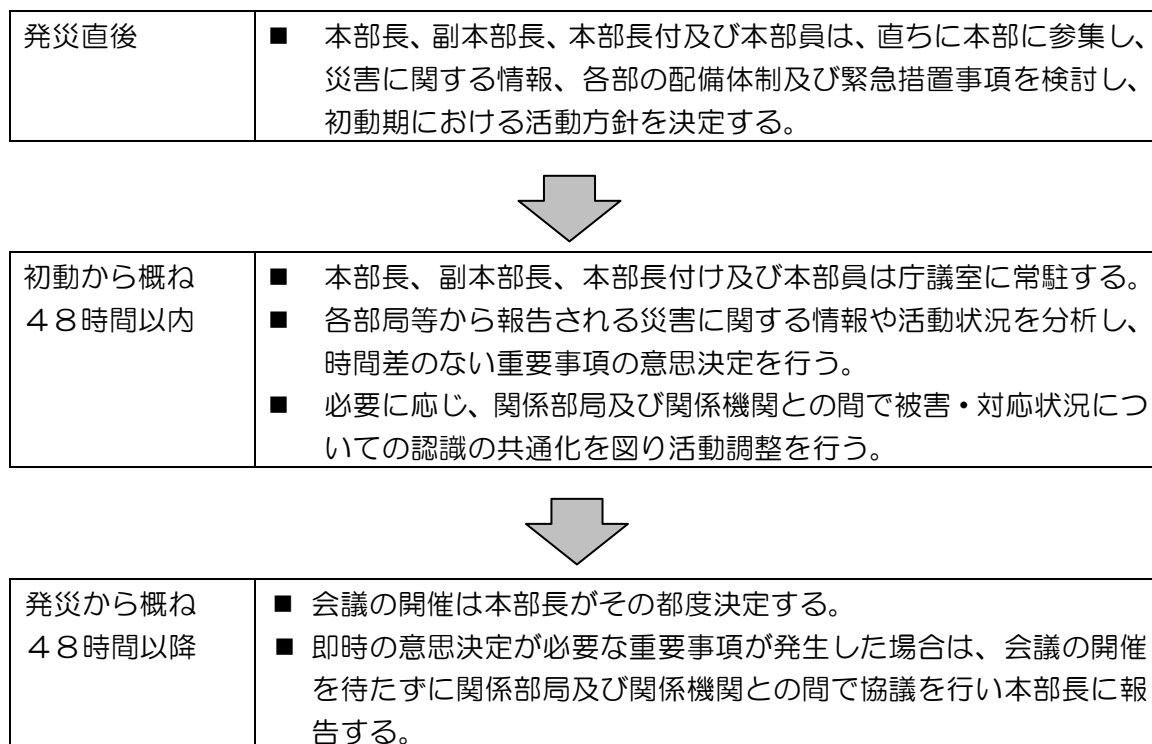 発災直後
■ 本部長、副本部長、本部長付及び本部員は、直ちに本部に参集し、
災害に関する情報、各部の配備体制及び緊急措置事項を検討し、
初動期における活動方針を決定する。
初動から概ね
４８時間以内
■ 本部長、副本部長、本部長付け及び本部員は庁議室に常駐する。
■ 各部局等から報告される災害に関する情報や活動状況を分析し、
時間差のない重要事項の意思決定を行う。
■ 必要に応じ、関係部局及び関係機関との間で被害・対応状況につ
いての認識の共通化を図り活動調整を行う。
発災から概ね
４８時間以降
■ 会議の開催は本部長がその都度決定する。
■ 即時の意思決定が必要な重要事項が発生した場合は、会議の開催
を待たずに関係部局及び関係機関との間で協議を行い本部長に報
告する。